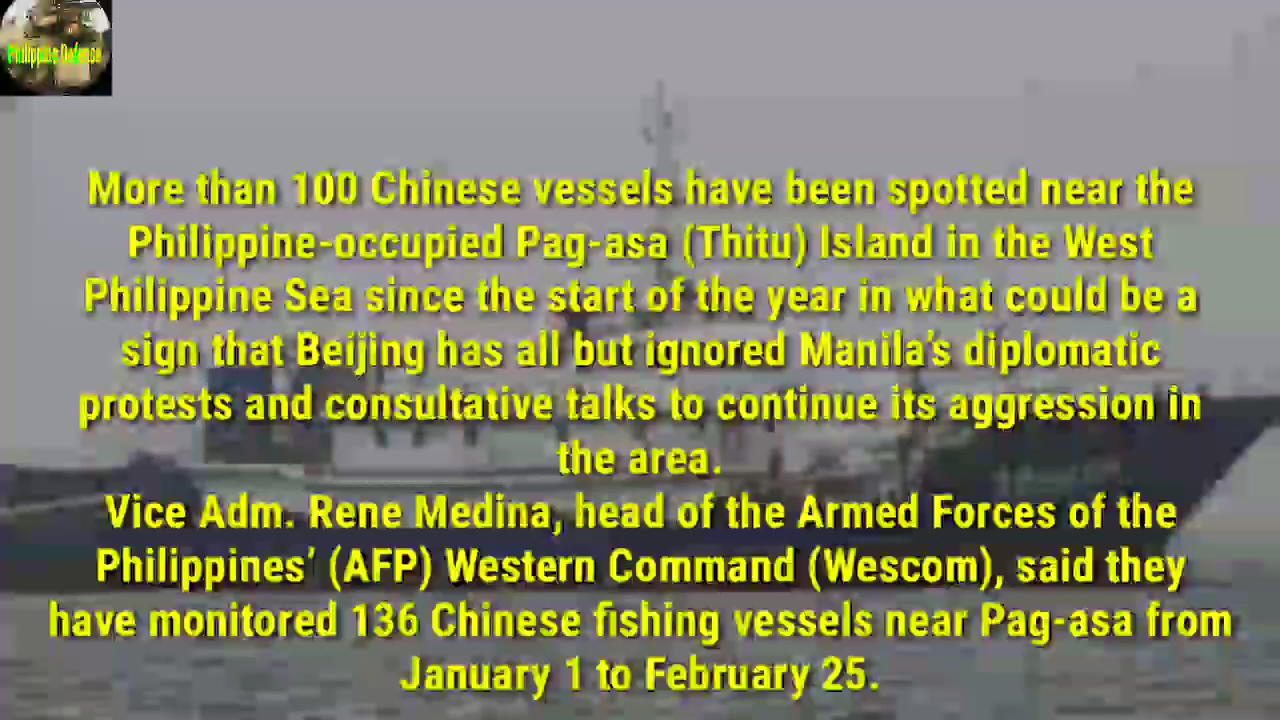 Philippine Defence
More than 100 Chinese vessels have been spotted near the
Philippine-occupied Pag-asa (Thitu) Island in the West
Philippine Sea since the start of the year in what could be a
sign that Beijing has all but ignored Manila’s diplomatic
protests and consultative talks to continue its aggression in
the area.
Vice Adm. Rene Medina, head of the Armed Forces of the
Philippines’ (AFP) Western Command (Wescom), said they
have monitored 136 Chinese fishing vessels near Pag-asa from
January 1 to February 25.